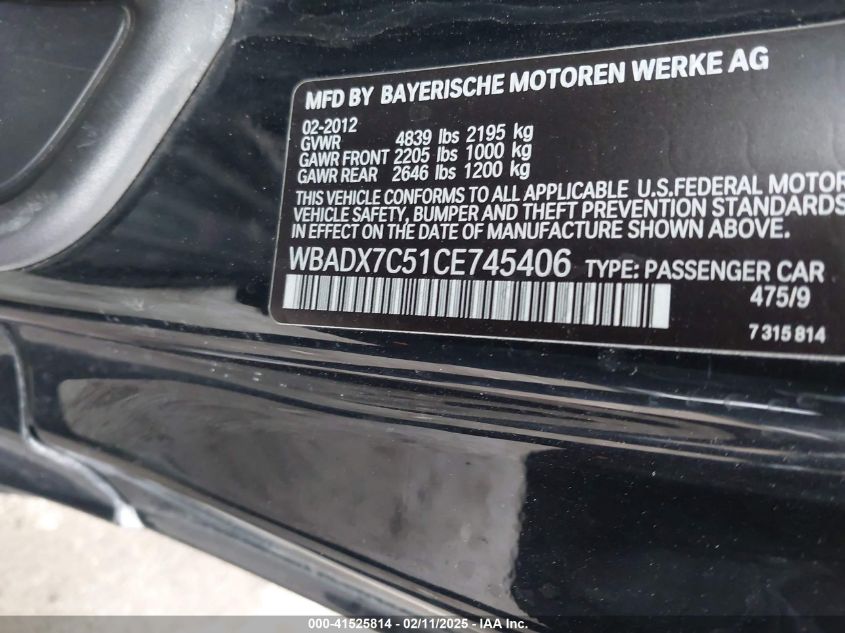 MFD BY BAYERISCHE MOTOREN WERKE AG
02-2012
GVWR 4839 lbs 2195 kg
GAWR FRONT 2205 lbs 1000 kg
GAWR REAR 2646 lbs 1200 kg
THIS VEHICLE CONFORMS TO ALL APPLICABLE U.S.FEDERAL MOTOR
VEHICLE SAFETY, BUMPER AND THEFT PREVENTION STANDARDS
IN EFFECT ON THE DATE OF MANUFACTURE SHOWN ABOVE.
WBADX7C51CE745406 TYPE: PASSENGER CAR
475/9
7 315 814
000-41525814 - 02/11/2025 - IAA Inc.